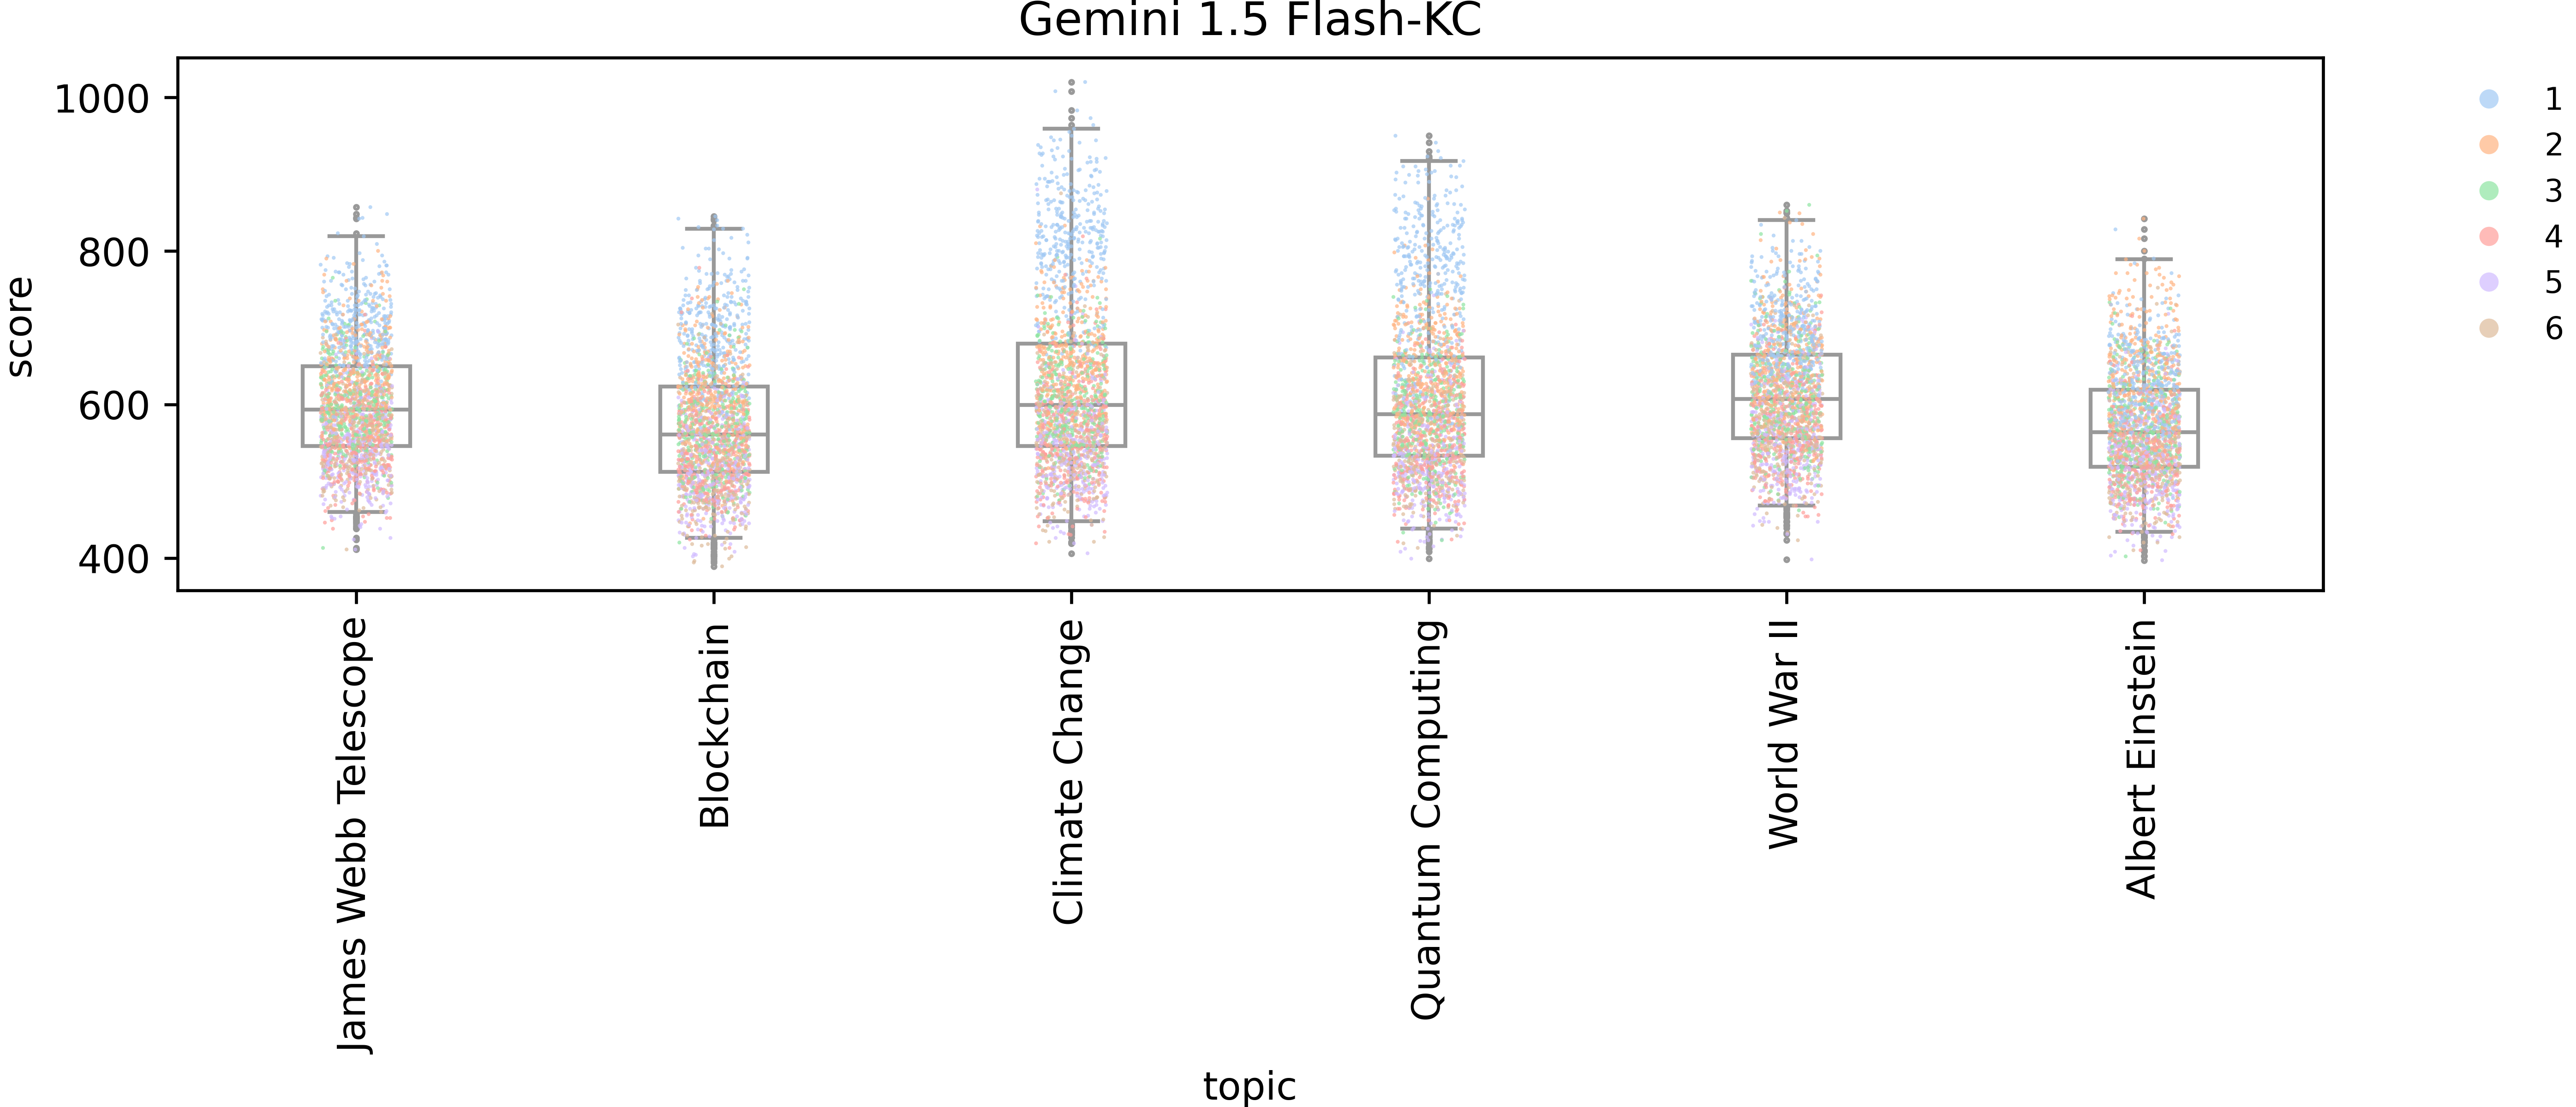 Gemini 1.5 Flash-KC
score
1000
800
600
400
James Webb Telescope
Blockchain
Climate Change
Quantum Computing
World War II
Albert Einstein
topic
1
2
3
4
5
6